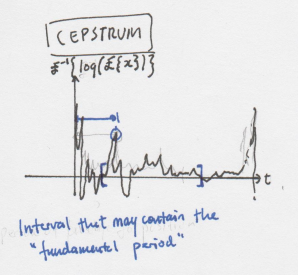 CEPSTRUM
F⁻¹{log(F{x})}
t
Interval that may contain the
"fundamental period"